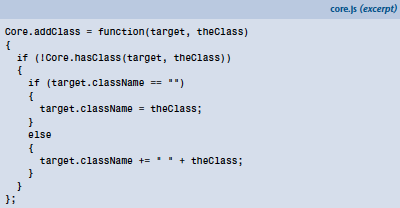 core.js (excerpt)
Core.addClass = function(target, theClass)
{
  if (!Core.hasClass(target, theClass))
  {
    if (target.className == "")
    {
      target.className = theClass;
    }
    else
    {
      target.className += " " + theClass;
    }
  }
};